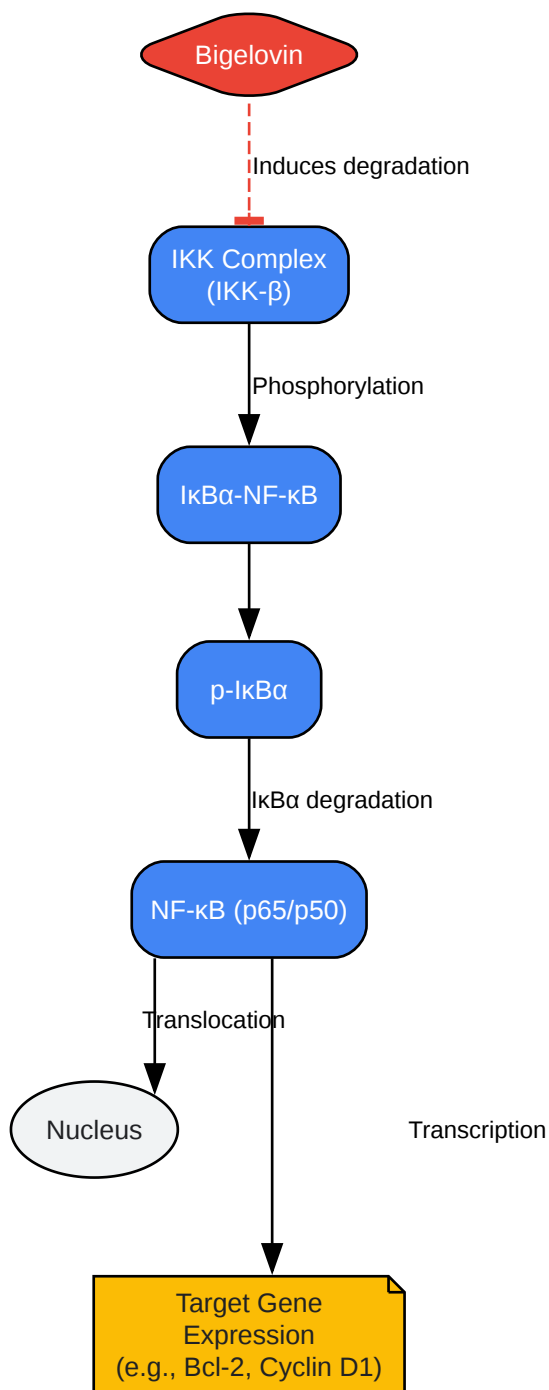 Bigelovin
Induces degradation
IKK Complex
(IKK-β)
Phosphorylation
IκBα-NF-κB
p-IκBα
IκBα degradation
NF-κB (p65/p50)
Translocation
Nucleus
Transcription
Target Gene
Expression
(e.g., Bcl-2, Cyclin D1)